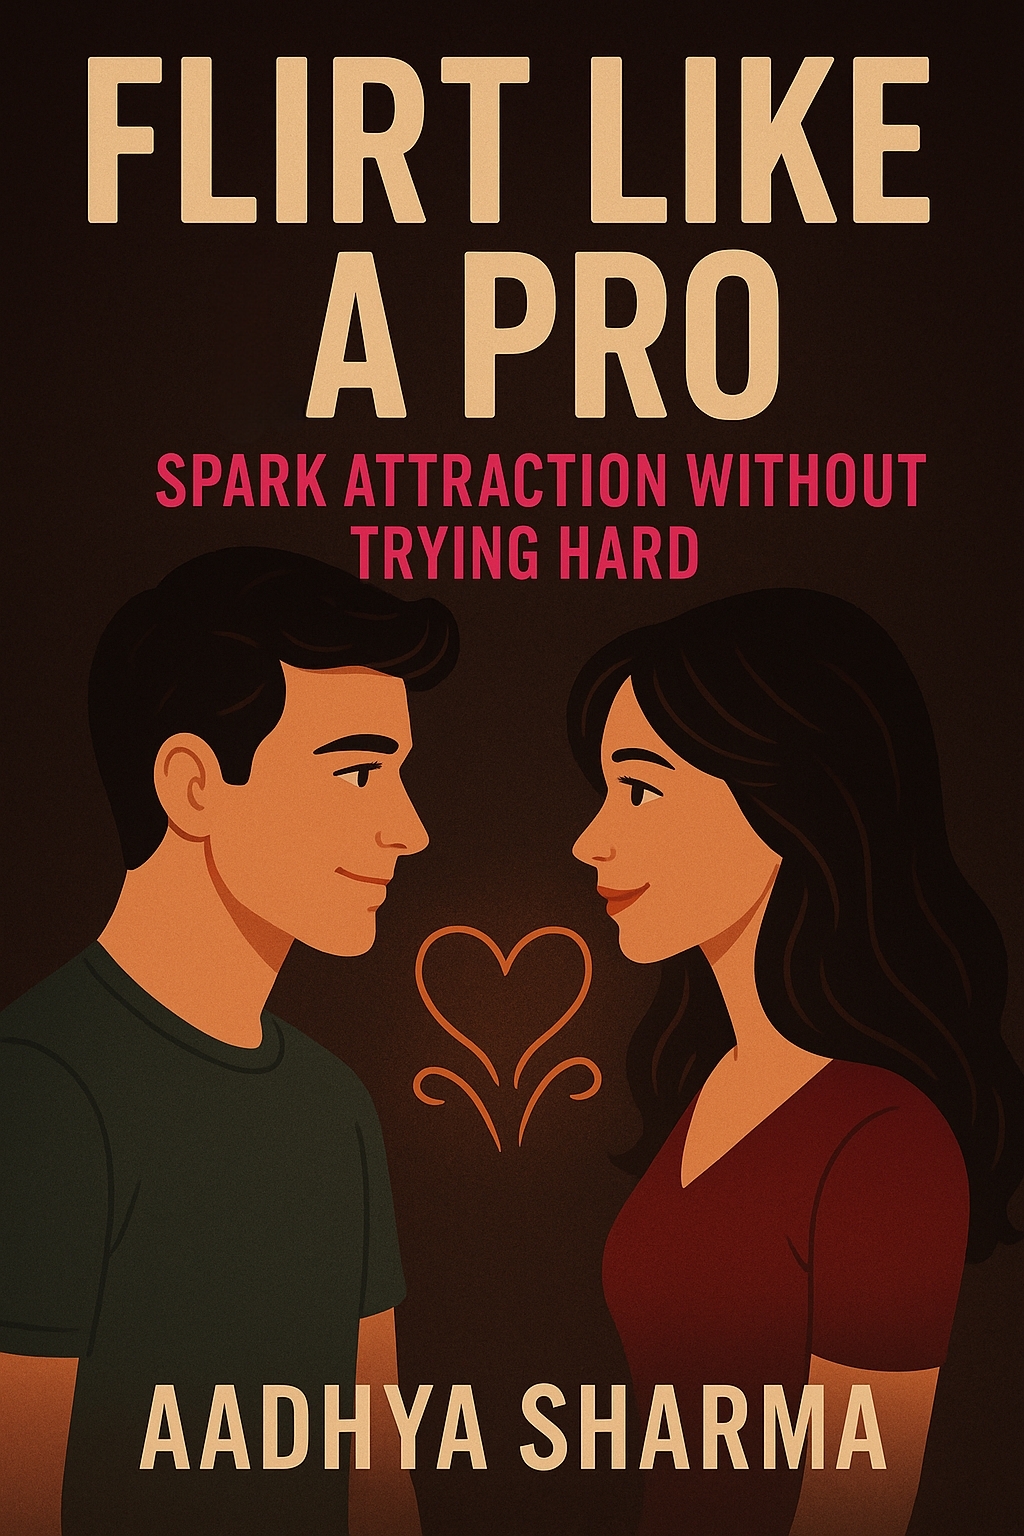 FLIRT LIKE
A PRO
SPARK ATTRACTION WITHOUT
TRYING HARD
AADHYA SHARMA